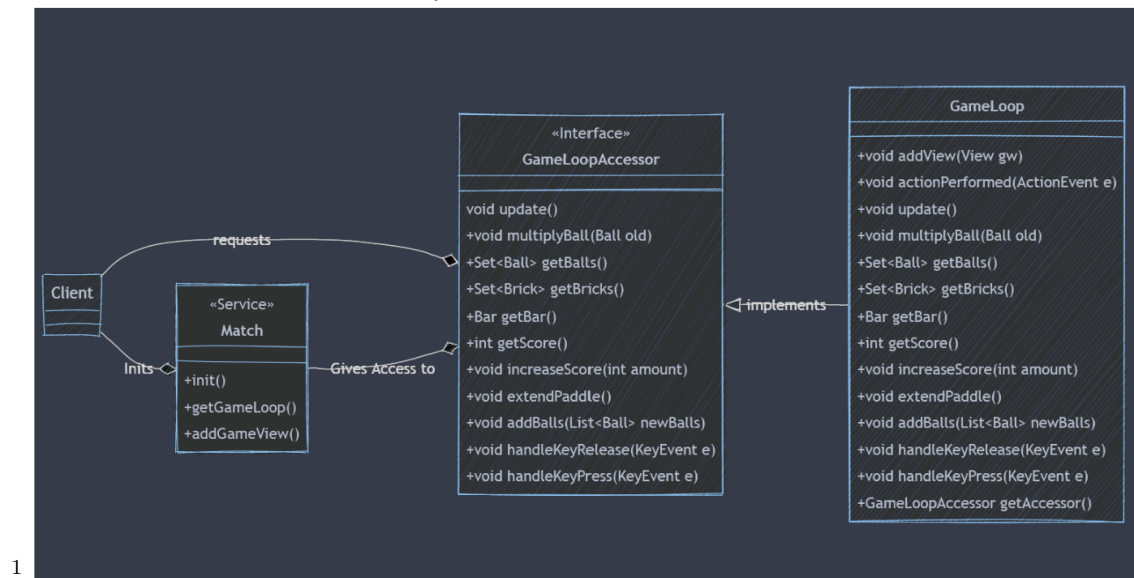 requests
Client
Inits
«Service»
Match
+init()
+getGameLoop()
+addGameView()
Gives Access to
«Interface»
GameLoopAccessor
void update()
+void multiplyBall(Ball old)
+Set<Ball> getBalls()
+Set<Brick> getBricks()
+Bar getBar()
+int getScore()
+void increaseScore(int amount)
+void extendPaddle()
+void addBalls(List<Ball> newBalls)
+void handleKeyRelease(KeyEvent e)
+void handleKeyPress(KeyEvent e)
implements
GameLoop
+void addView(View gw)
+void actionPerformed(ActionEvent e)
+void update()
+void multiplyBall(Ball old)
+Set<Ball> getBalls()
+Set<Brick> getBricks()
+Bar getBar()
+int getScore()
+void increaseScore(int amount)
+void extendPaddle()
+void addBalls(List<Ball> newBalls)
+void handleKeyRelease(KeyEvent e)
+void handleKeyPress(KeyEvent e)
+GameLoopAccessor getAccessor()
1